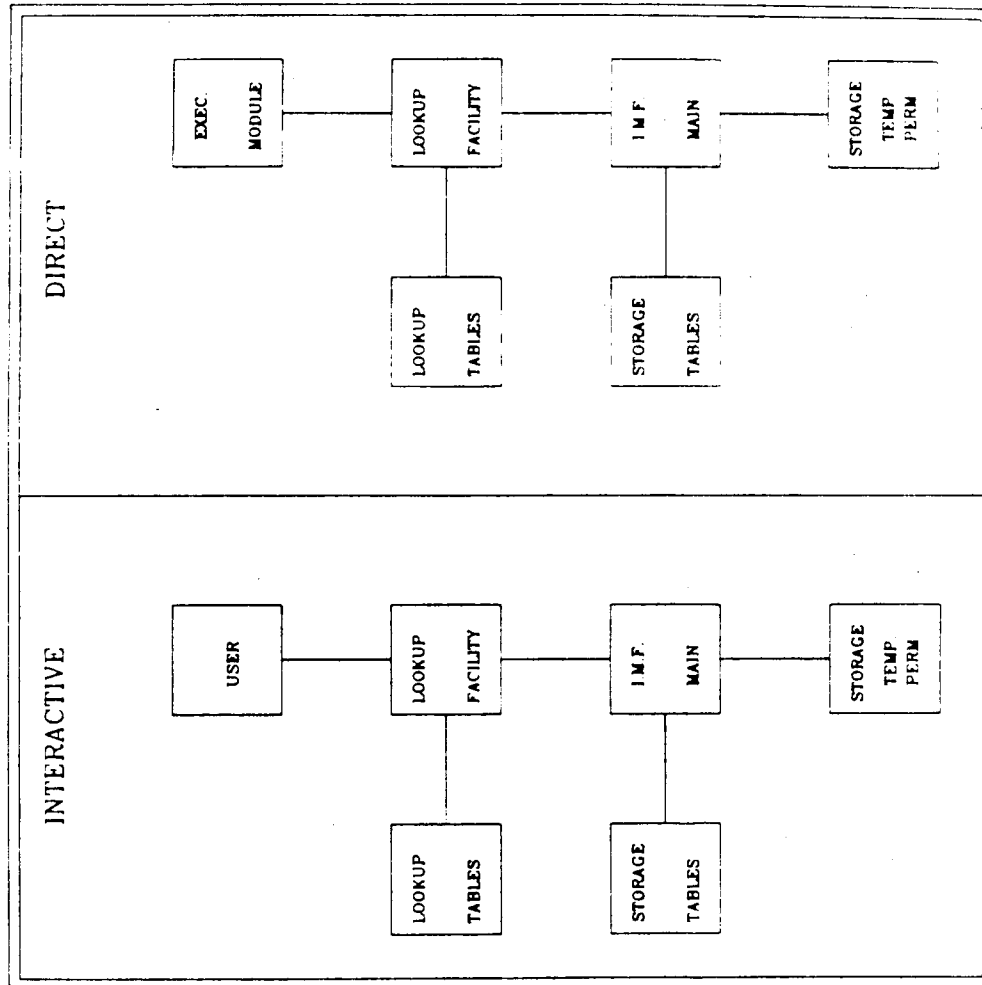 INTERACTIVE
USER
LOOKUP
TABLES
LOOKUP
FACILITY
STORAGE
TABLES
I.M.F.
MAIN
STORAGE
TEMP
PERM
DIRECT
EXEC.
MODULE
LOOKUP
TABLES
LOOKUP
FACILITY
STORAGE
TABLES
I.M.F.
MAIN
STORAGE
TEMP
PERM